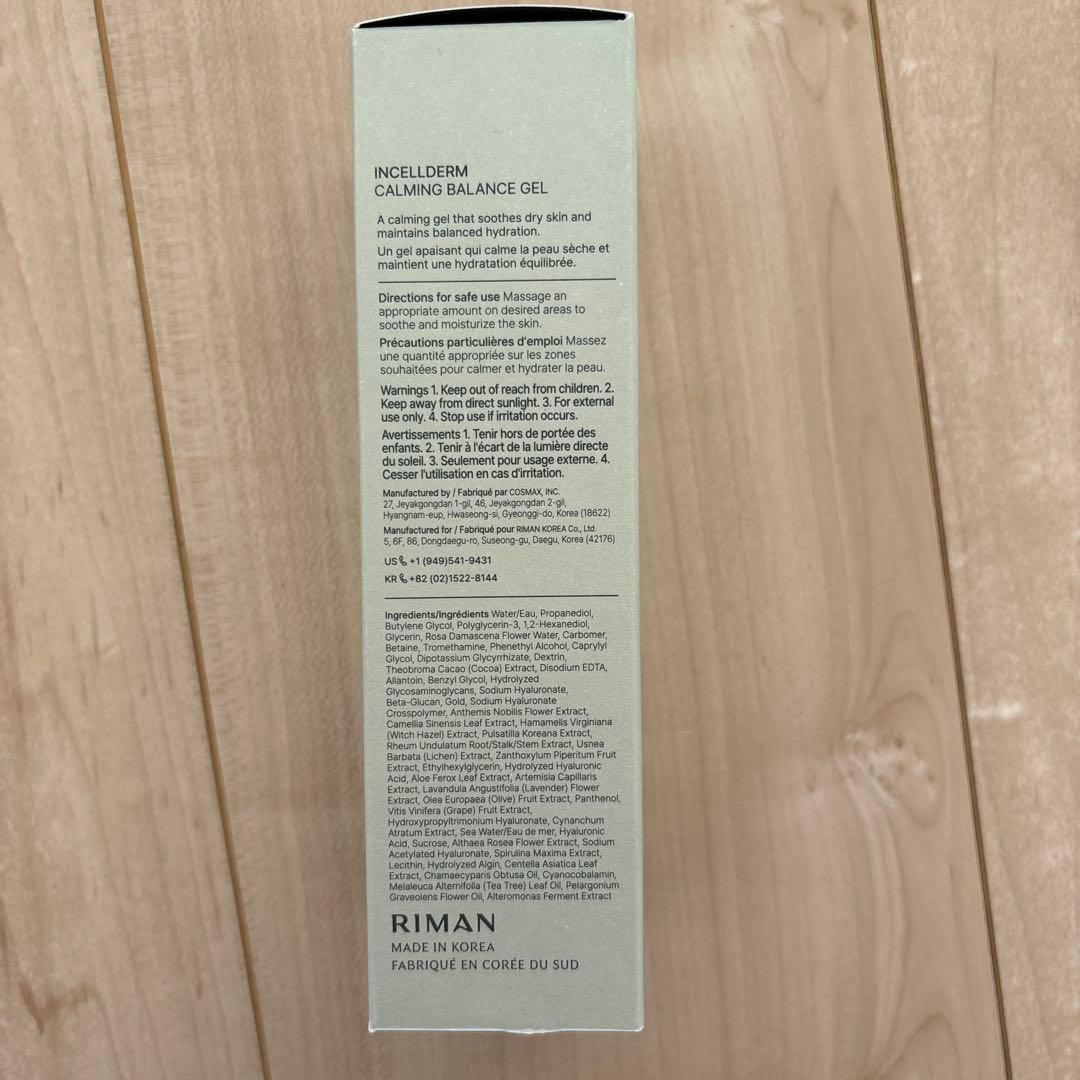 INCELLDERM
CALMING BALANCE GEL
A calming gel that soothes dry skin and
maintains balanced hydration.
Un gel apaisant qui calme la peau sèche et
maintient une hydratation équilibrée.
Directions for safe use Massage an
appropriate amount on desired areas to
soothe and moisturize the skin.
Précautions particulières d'emploi Massez
une quantité appropriée sur les zones
souhaitées pour calmer et hydrater la peau.
Warnings 1. Keep out of reach from children. 2.
Keep away from direct sunlight. 3. For external
use only. 4. Stop use if irritation occurs.
Avertissements 1. Tenir hors de portée des
enfants. 2. Tenir à l'écart de la lumière directe
du soleil. 3. Seulement pour usage externe. 4.
Cesser l'utilisation en cas d'irritation.
Manufactured by / Fabriqué par COSMAX, INC.
27, Jeyakgongdan 1-gil, 46, Jeyakgongdan 2-gil,
Hyangnam-eup, Hwaseong-si, Gyeonggi-do, Korea (18622)
Manufactured for / Fabriqué pour RIMAN KOREA Co., Ltd.
5, 6F, 86, Dongdaegu-ro, Suseong-gu, Daegu, Korea (42176)
US +1 (949)541-9431
KR +82 (02)1522-8144
Ingredients/Ingrédients Water/Eau, Propanediol,
Butylene Glycol, Polyglycerin-3, 1,2-Hexanediol,
Glycerin, Rosa Damascena Flower Water, Carbomer,
Betaine, Tromethamine, Phenethyl Alcohol, Caprylyl
Glycol, Dipotassium Glycyrrhizate, Dextrin,
Theobroma Cacao (Cocoa) Extract, Disodium EDTA,
Allantoin, Benzyl Glycol, Hydrolyzed
Glycosaminoglycans, Sodium Hyaluronate,
Beta-Glucan, Gold, Sodium Hyaluronate
Crosspolymer, Anthemis Nobilis Flower Extract,
Camellia Sinensis Leaf Extract, Hamamelis Virginiana
(Witch Hazel) Extract, Pulsatilla Koreana Extract,
Rheum Undulatum Root/Stalk/Stem Extract, Usnea
Barbata (Lichen) Extract, Zanthoxylum Piperitum Fruit
Extract, Ethylhexylglycerin, Hydrolyzed Hyaluronic
Acid, Aloe Ferox Leaf Extract, Artemisia Capillaris
Extract, Lavandula Angustifolia (Lavender) Flower
Extract, Olea Europaea (Olive) Fruit Extract, Panthenol,
Vitis Vinifera (Grape) Fruit Extract,
Hydroxypropyltrimonium Hyaluronate, Cynanchum
Atratum Extract, Sea Water/Eau de mer, Hyaluronic
Acid, Sucrose, Althaea Rosea Flower Extract, Sodium
Acetylated Hyaluronate, Spirulina Maxima Extract,
Lecithin, Hydrolyzed Algin, Centella Asiatica Leaf
Extract, Chamaecyparis Obtusa Oil, Cyanocobalamin,
Melaleuca Alternifolia (Tea Tree) Leaf Oil, Pelargonium
Graveolens Flower Oil, Alteromonas Ferment Extract
RIMAN
MADE IN KOREA
FABRIQUÉ EN CORÉE DU SUD